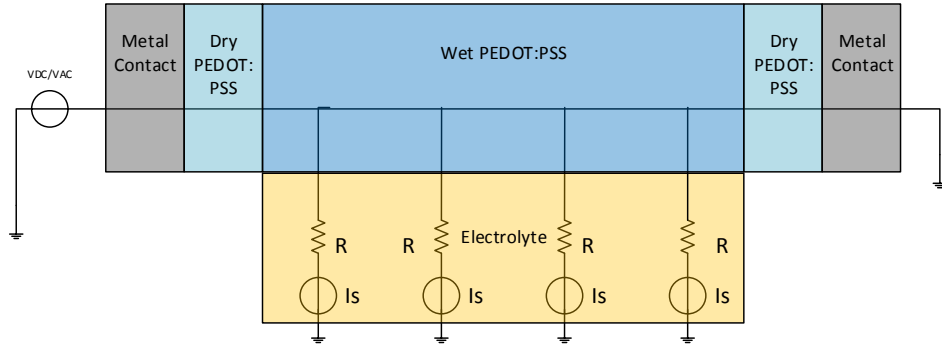 Metal
Contact
Dry
PEDOT:
PSS
Wet PEDOT:PSS
Dry
PEDOT:
PSS
Metal
Contact
VDC/VAC
R
R
Electrolyte
R
R
Is
Is
Is
Is